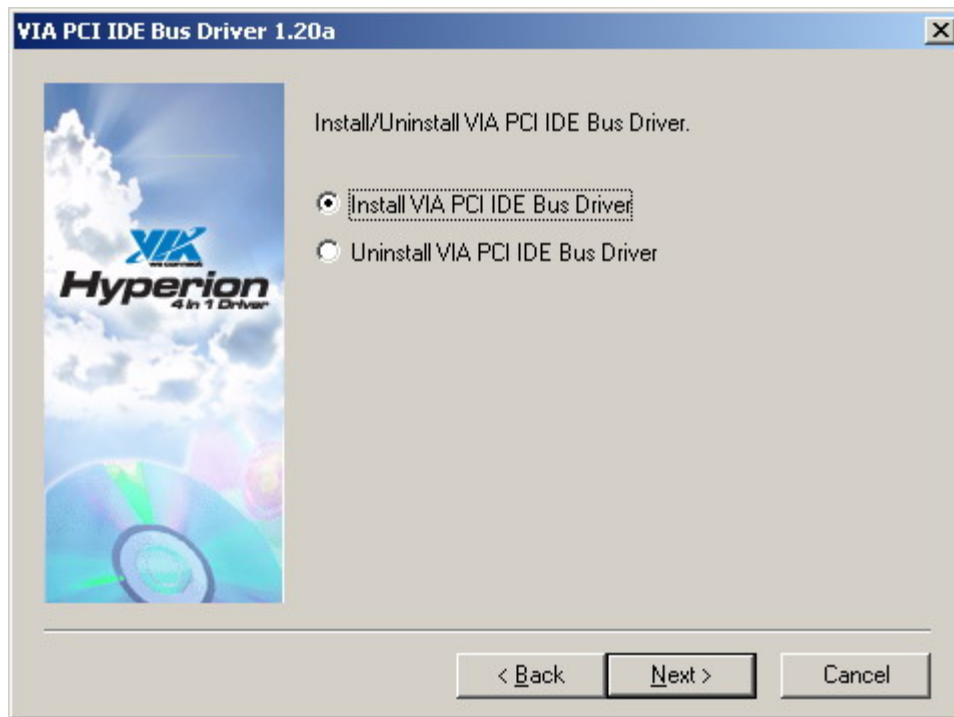 VIA PCI IDE Bus Driver 1.20a
Install/Uninstall VIA PCI IDE Bus Driver.
Install VIA PCI IDE Bus Driver
Uninstall VIA PCI IDE Bus Driver
VIA
Hyperion
4 in 1 Driver
< Back
Next >
Cancel